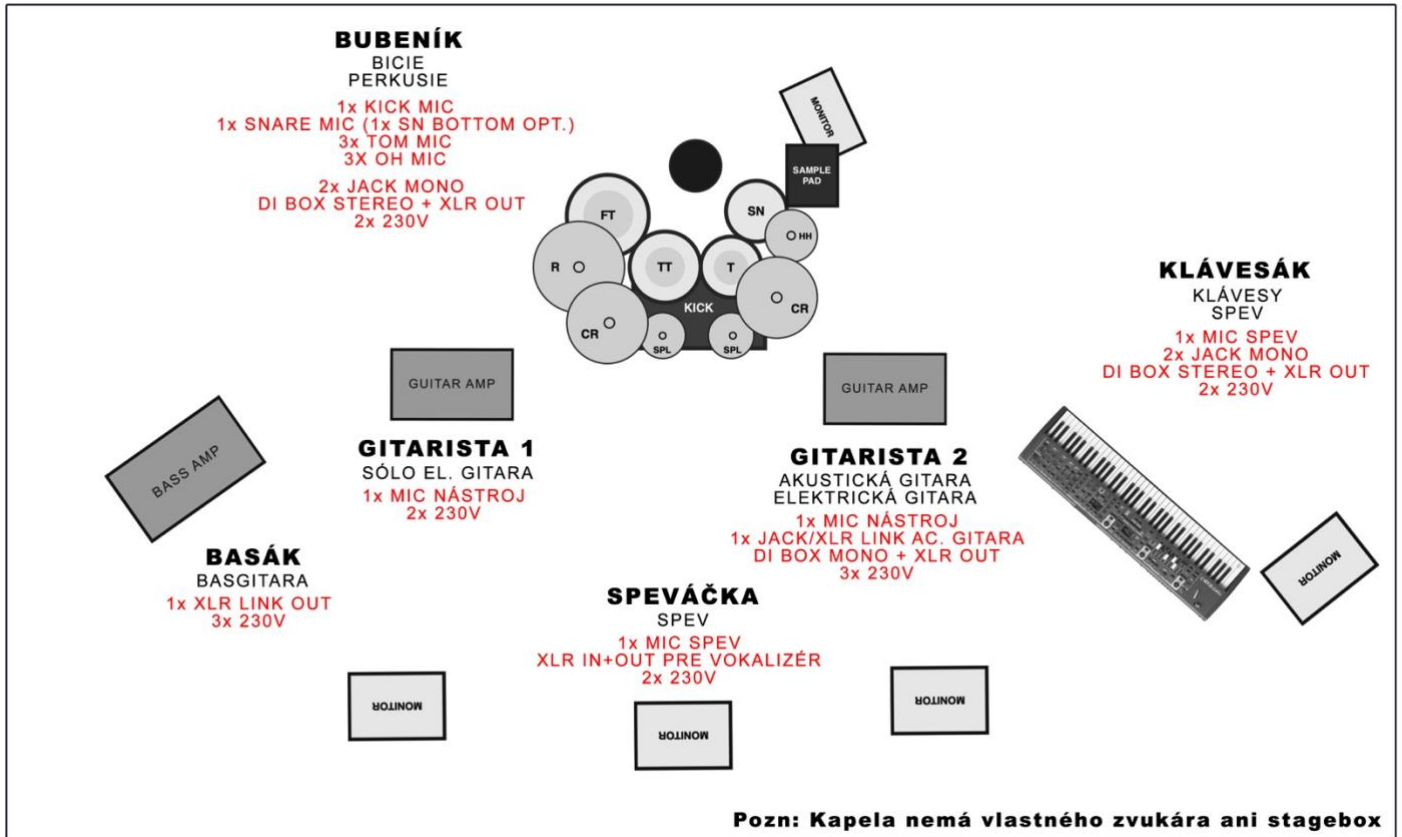 BUBENÍK
BICIE
PERKUSIE
1x KICK MIC
1x SNARE MIC (1x SN BOTTOM OPT.)
3x TOM MIC
3X OH MIC
2x JACK MONO
DI BOX STEREO + XLR OUT
2x 230V
MONITOR
SAMPLE
PAD
FT
SN
HH
R
TT
T
KICK
CR
CR
SPL
SPL
KLÁVESÁK
KLÁVESY
SPEV
1x MIC SPEV
2x JACK MONO
DI BOX STEREO + XLR OUT
2x 230V
GUITAR AMP
GUITAR AMP
BASS AMP
GITARISTA 1
SÓLO EL. GITARA
1x MIC NÁSTROJ
2x 230V
GITARISTA 2
AKUSTICKÁ GITARA
ELEKTRICKÁ GITARA
1x MIC NÁSTROJ
1x JACK/XLR LINK AC. GITARA
DI BOX MONO + XLR OUT
3x 230V
BASÁK
BASGITARA
1x XLR LINK OUT
3x 230V
SPEVÁČKA
SPEV
1x MIC SPEV
XLR IN+OUT PRE VOKALIZÉR
2x 230V
MONITOR
MONITOR
MONITOR
MONITOR
Pozn: Kapela nemá vlastného zvukára ani stagebox